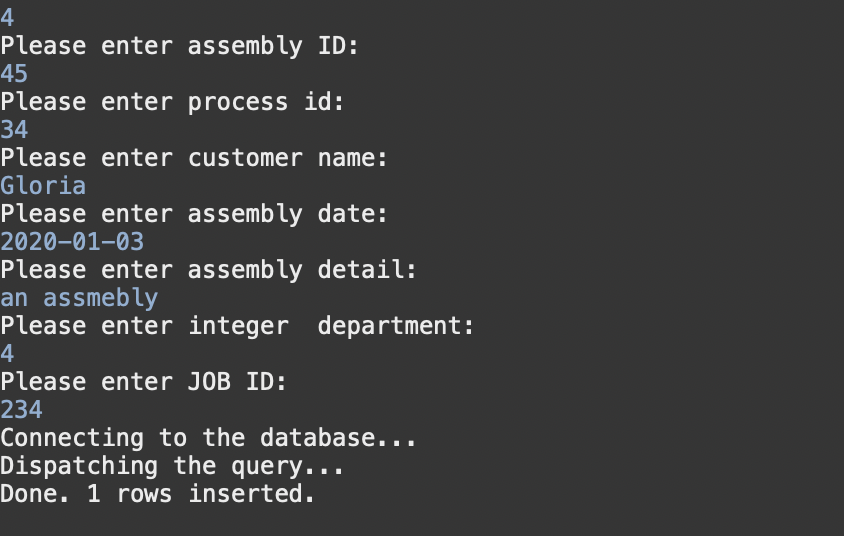 4
Please enter assembly ID:
45
Please enter process id:
34
Please enter customer name:
Gloria
Please enter assembly date:
2020-01-03
Please enter assembly detail:
an assmebly
Please enter integer  department:
4
Please enter JOB ID:
234
Connecting to the database...
Dispatching the query...
Done. 1 rows inserted.